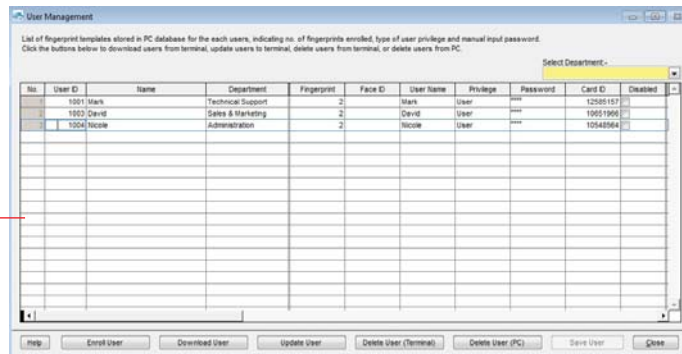 User Management
List of fingerprint templates stored in PC database for the each users, indicating no. of fingerprints enrolled, type of user privilege and manual input password.
Click the buttons below to download users from terminal, update users to terminal, delete users from terminal, or delete users from PC.
Select Department:-
No. User ID Name Department Fingerprint Face ID User Name Privilege Password Card ID Disabled
1 1001 Mark Technical Support 2 Mark User **** 12585157
2 1003 David Sales & Marketing 2 David User **** 10651966
3 1004 Nicole Administration 2 Nicole User **** 10548564
Help Enroll User Download User Update User Delete User (Terminal) Delete User (PC) Save User Close